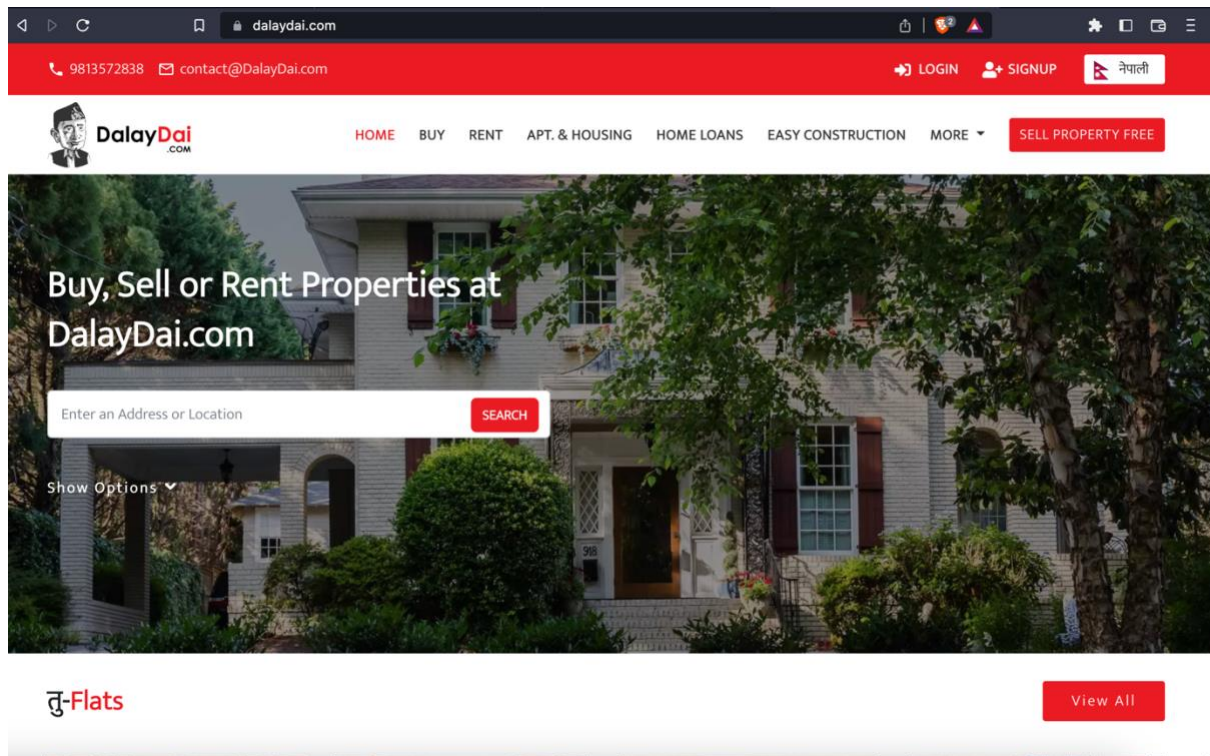 dalaydai.com
2
9813572838 contact@DalayDai.com LOGIN SIGNUP नेपाली
DalayDai
.COM
HOME BUY RENT APT. & HOUSING HOME LOANS EASY CONSTRUCTION MORE SELL PROPERTY FREE
Buy, Sell or Rent Properties at
DalayDai.com
Enter an Address or Location SEARCH
Show Options
918
तु-Flats View All